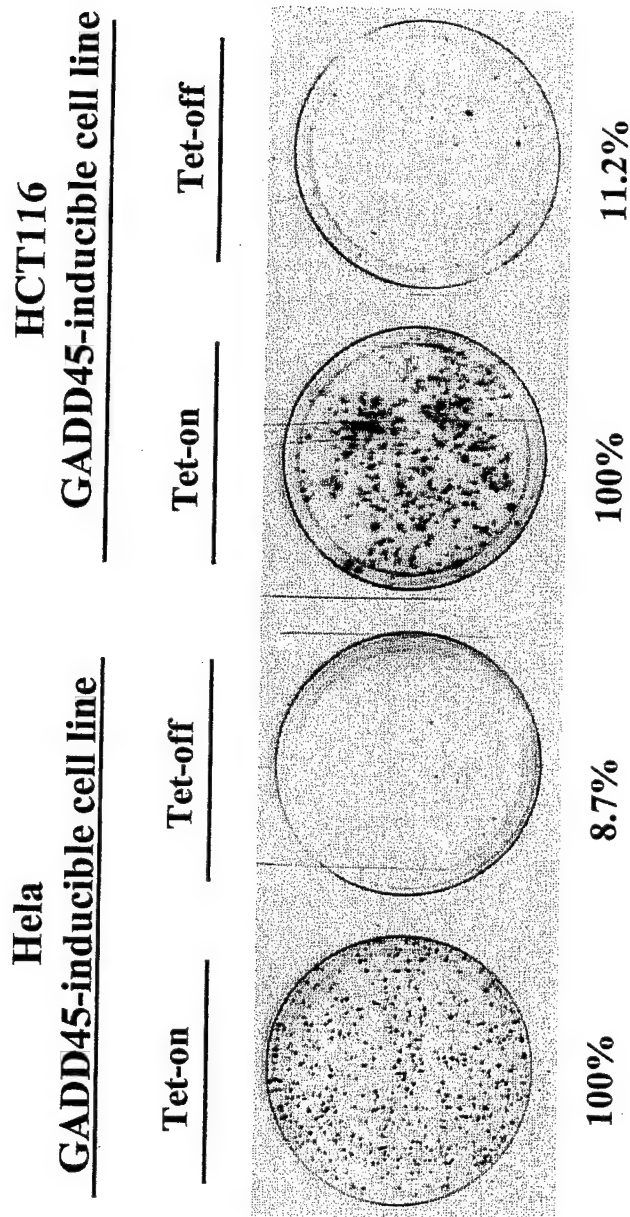 Hela
GADD45-inducible cell line
Tet-on
Tet-off
100%
8.7%
HCT116
GADD45-inducible cell line
Tet-on
Tet-off
100%
11.2%